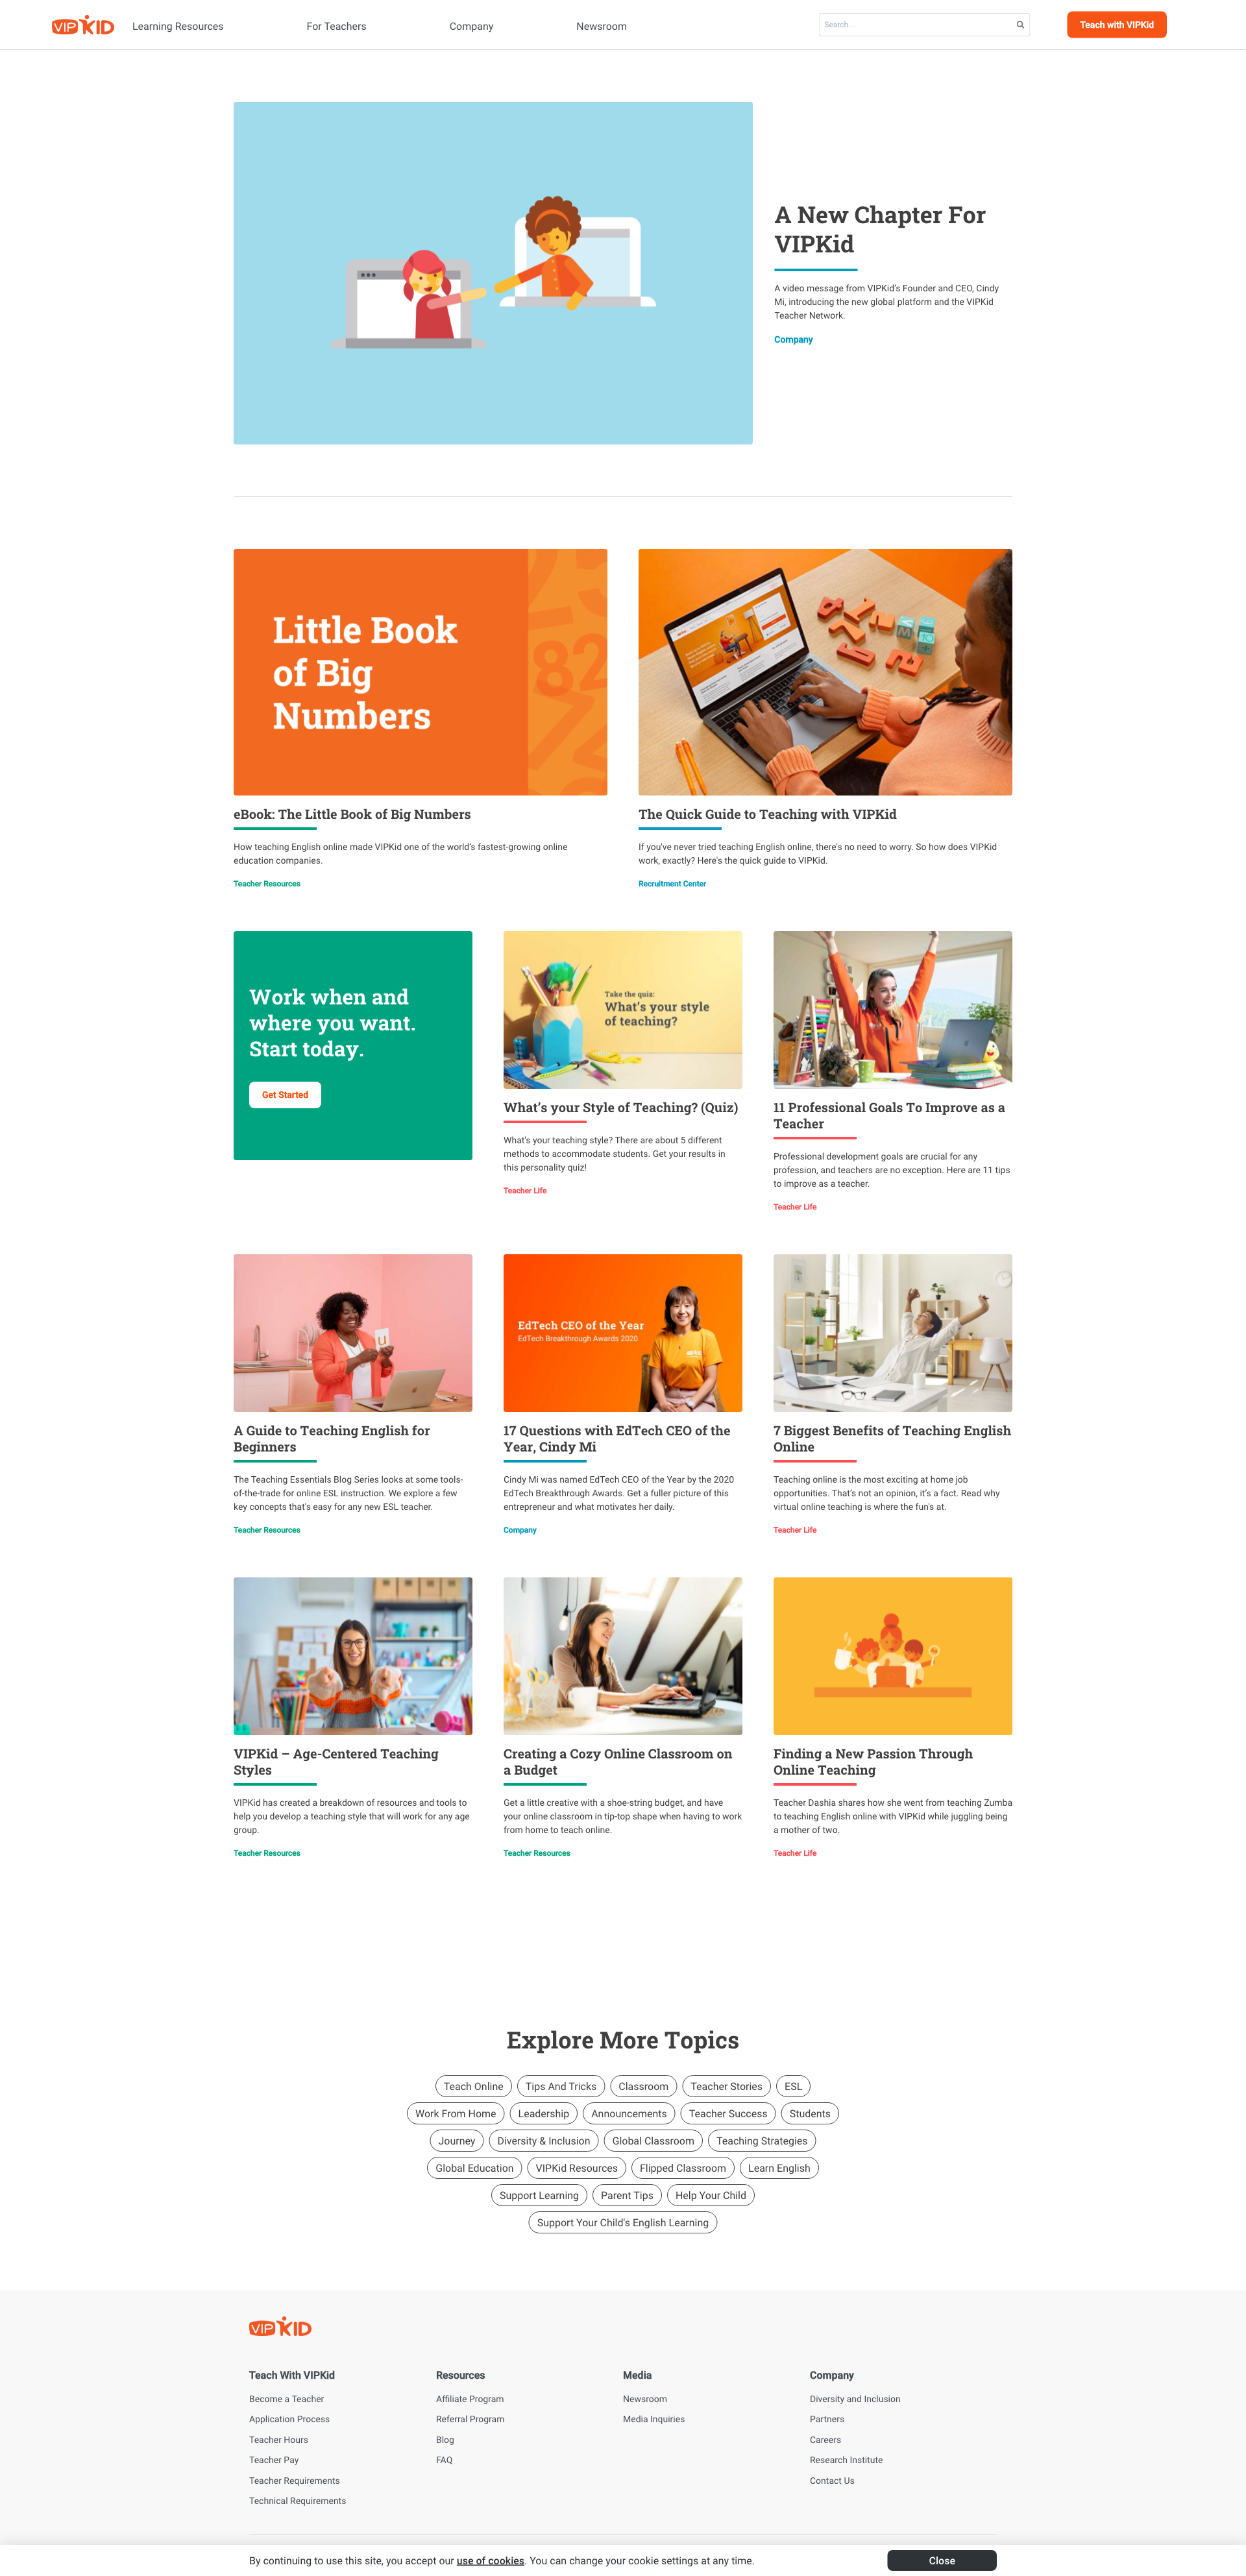 VIPKID
Learning Resources
For Teachers
Company
Newsroom
Search...
Teach with VIPKid
A New Chapter For
VIPKid
A video message from VIPKid's Founder and CEO, Cindy
Mi, introducing the new global platform and the VIPKid
Teacher Network.
Company
Little Book
of Big
Numbers
82
eBook: The Little Book of Big Numbers
How teaching English online made VIPKid one of the world's fastest-growing online
education companies.
Teacher Resources
The Quick Guide to Teaching with VIPKid
If you've never tried teaching English online, there's no need to worry. So how does VIPKid
work, exactly? Here's the quick guide to VIPKid.
Recruitment Center
Work when and
where you want.
Start today.
Get Started
Take the quiz:
What's your style
of teaching?
What's your Style of Teaching? (Quiz)
What's your teaching style? There are about 5 different
methods to accommodate students. Get your results in
this personality quiz!
Teacher Life
11 Professional Goals To Improve as a
Teacher
Professional development goals are crucial for any
profession, and teachers are no exception. Here are 11 tips
to improve as a teacher.
Teacher Life
u
A Guide to Teaching English for
Beginners
The Teaching Essentials Blog Series looks at some tools-
of-the-trade for online ESL instruction. We explore a few
key concepts that's easy for any new ESL teacher.
Teacher Resources
EdTech CEO of the Year
EdTech Breakthrough Awards 2020
17 Questions with EdTech CEO of the
Year, Cindy Mi
Cindy Mi was named EdTech CEO of the Year by the 2020
EdTech Breakthrough Awards. Get a fuller picture of this
entrepreneur and what motivates her daily.
Company
7 Biggest Benefits of Teaching English
Online
Teaching online is the most exciting at home job
opportunities. That's not an opinion, it's a fact. Read why
virtual online teaching is where the fun's at.
Teacher Life
VIPKid – Age-Centered Teaching
Styles
VIPKid has created a breakdown of resources and tools to
help you develop a teaching style that will work for any age
group.
Teacher Resources
Creating a Cozy Online Classroom on
a Budget
Get a little creative with a shoe-string budget, and have
your online classroom in tip-top shape when having to work
from home to teach online.
Teacher Resources
Finding a New Passion Through
Online Teaching
Teacher Dashia shares how she went from teaching Zumba
to teaching English online with VIPKid while juggling being
a mother of two.
Teacher Life
Explore More Topics
Teach Online
Tips And Tricks
Classroom
Teacher Stories
ESL
Work From Home
Leadership
Announcements
Teacher Success
Students
Journey
Diversity & Inclusion
Global Classroom
Teaching Strategies
Global Education
VIPKid Resources
Flipped Classroom
Learn English
Support Learning
Parent Tips
Help Your Child
Support Your Child's English Learning
VIPKID
Teach With VIPKid
Become a Teacher
Application Process
Teacher Hours
Teacher Pay
Teacher Requirements
Technical Requirements
Resources
Affiliate Program
Referral Program
Blog
FAQ
Media
Newsroom
Media Inquiries
Company
Diversity and Inclusion
Partners
Careers
Research Institute
Contact Us
By continuing to use this site, you accept our use of cookies. You can change your cookie settings at any time.
Close